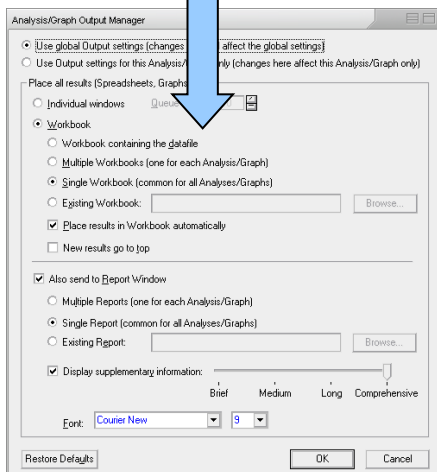 Analysis/Graph Output Manager
Use global Output settings (changes affect the global settings)
Use Output settings for this Analysis/ only (changes here affect this Analysis/Graph only)
Place all results (Spreadsheets, Graphs
Individual windows Queue
Workbook
Workbook containing the datafile
Multiple Workbooks (one for each Analysis/Graph)
Single Workbook (common for all Analyses/Graphs)
Existing Workbook: Browse...
Place results in Workbook automatically
New results go to top
Also send to Report Window
Multiple Reports (one for each Analysis/Graph)
Single Report (common for all Analyses/Graphs)
Existing Report: Browse...
Display supplementary information:
Brief Medium Long Comprehensive
Font: Courier New 9
Restore Defaults OK Cancel